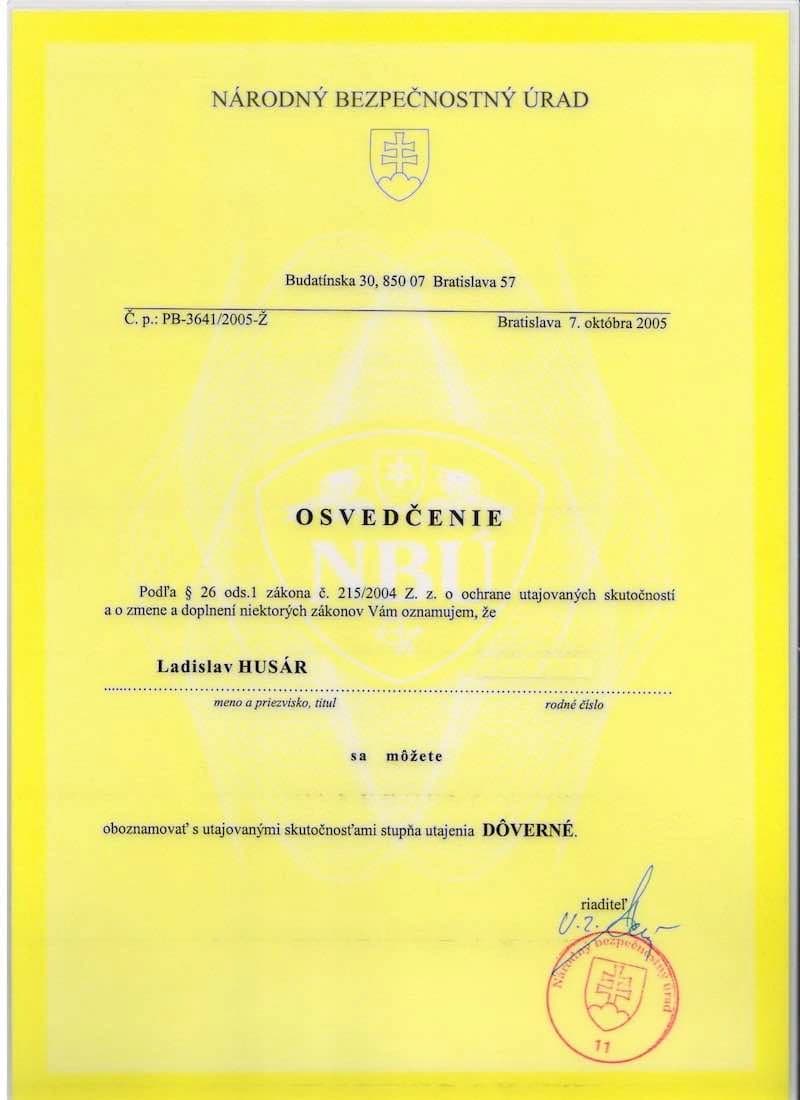 NÁRODNÝ BEZPEČNOSTNÝ ÚRAD
Budatínska 30, 850 07 Bratislava 57
Č. p.: PB-3641/2005-Ž
Bratislava 7. októbra 2005
NBÚ
OSVEDČENIE
Podľa § 26 ods.1 zákona č. 215/2004 Z. z. o ochrane utajovaných skutočností
a o zmene a doplnení niektorých zákonov Vám oznamujem, že
Ladislav HUSÁR
meno a priezvisko, titul
rodné číslo
sa môžete
oboznamovať s utajovanými skutočnosťami stupňa utajenia DÔVERNÉ.
riaditeľ
v.z.
Národný bezpečnostný úrad
11